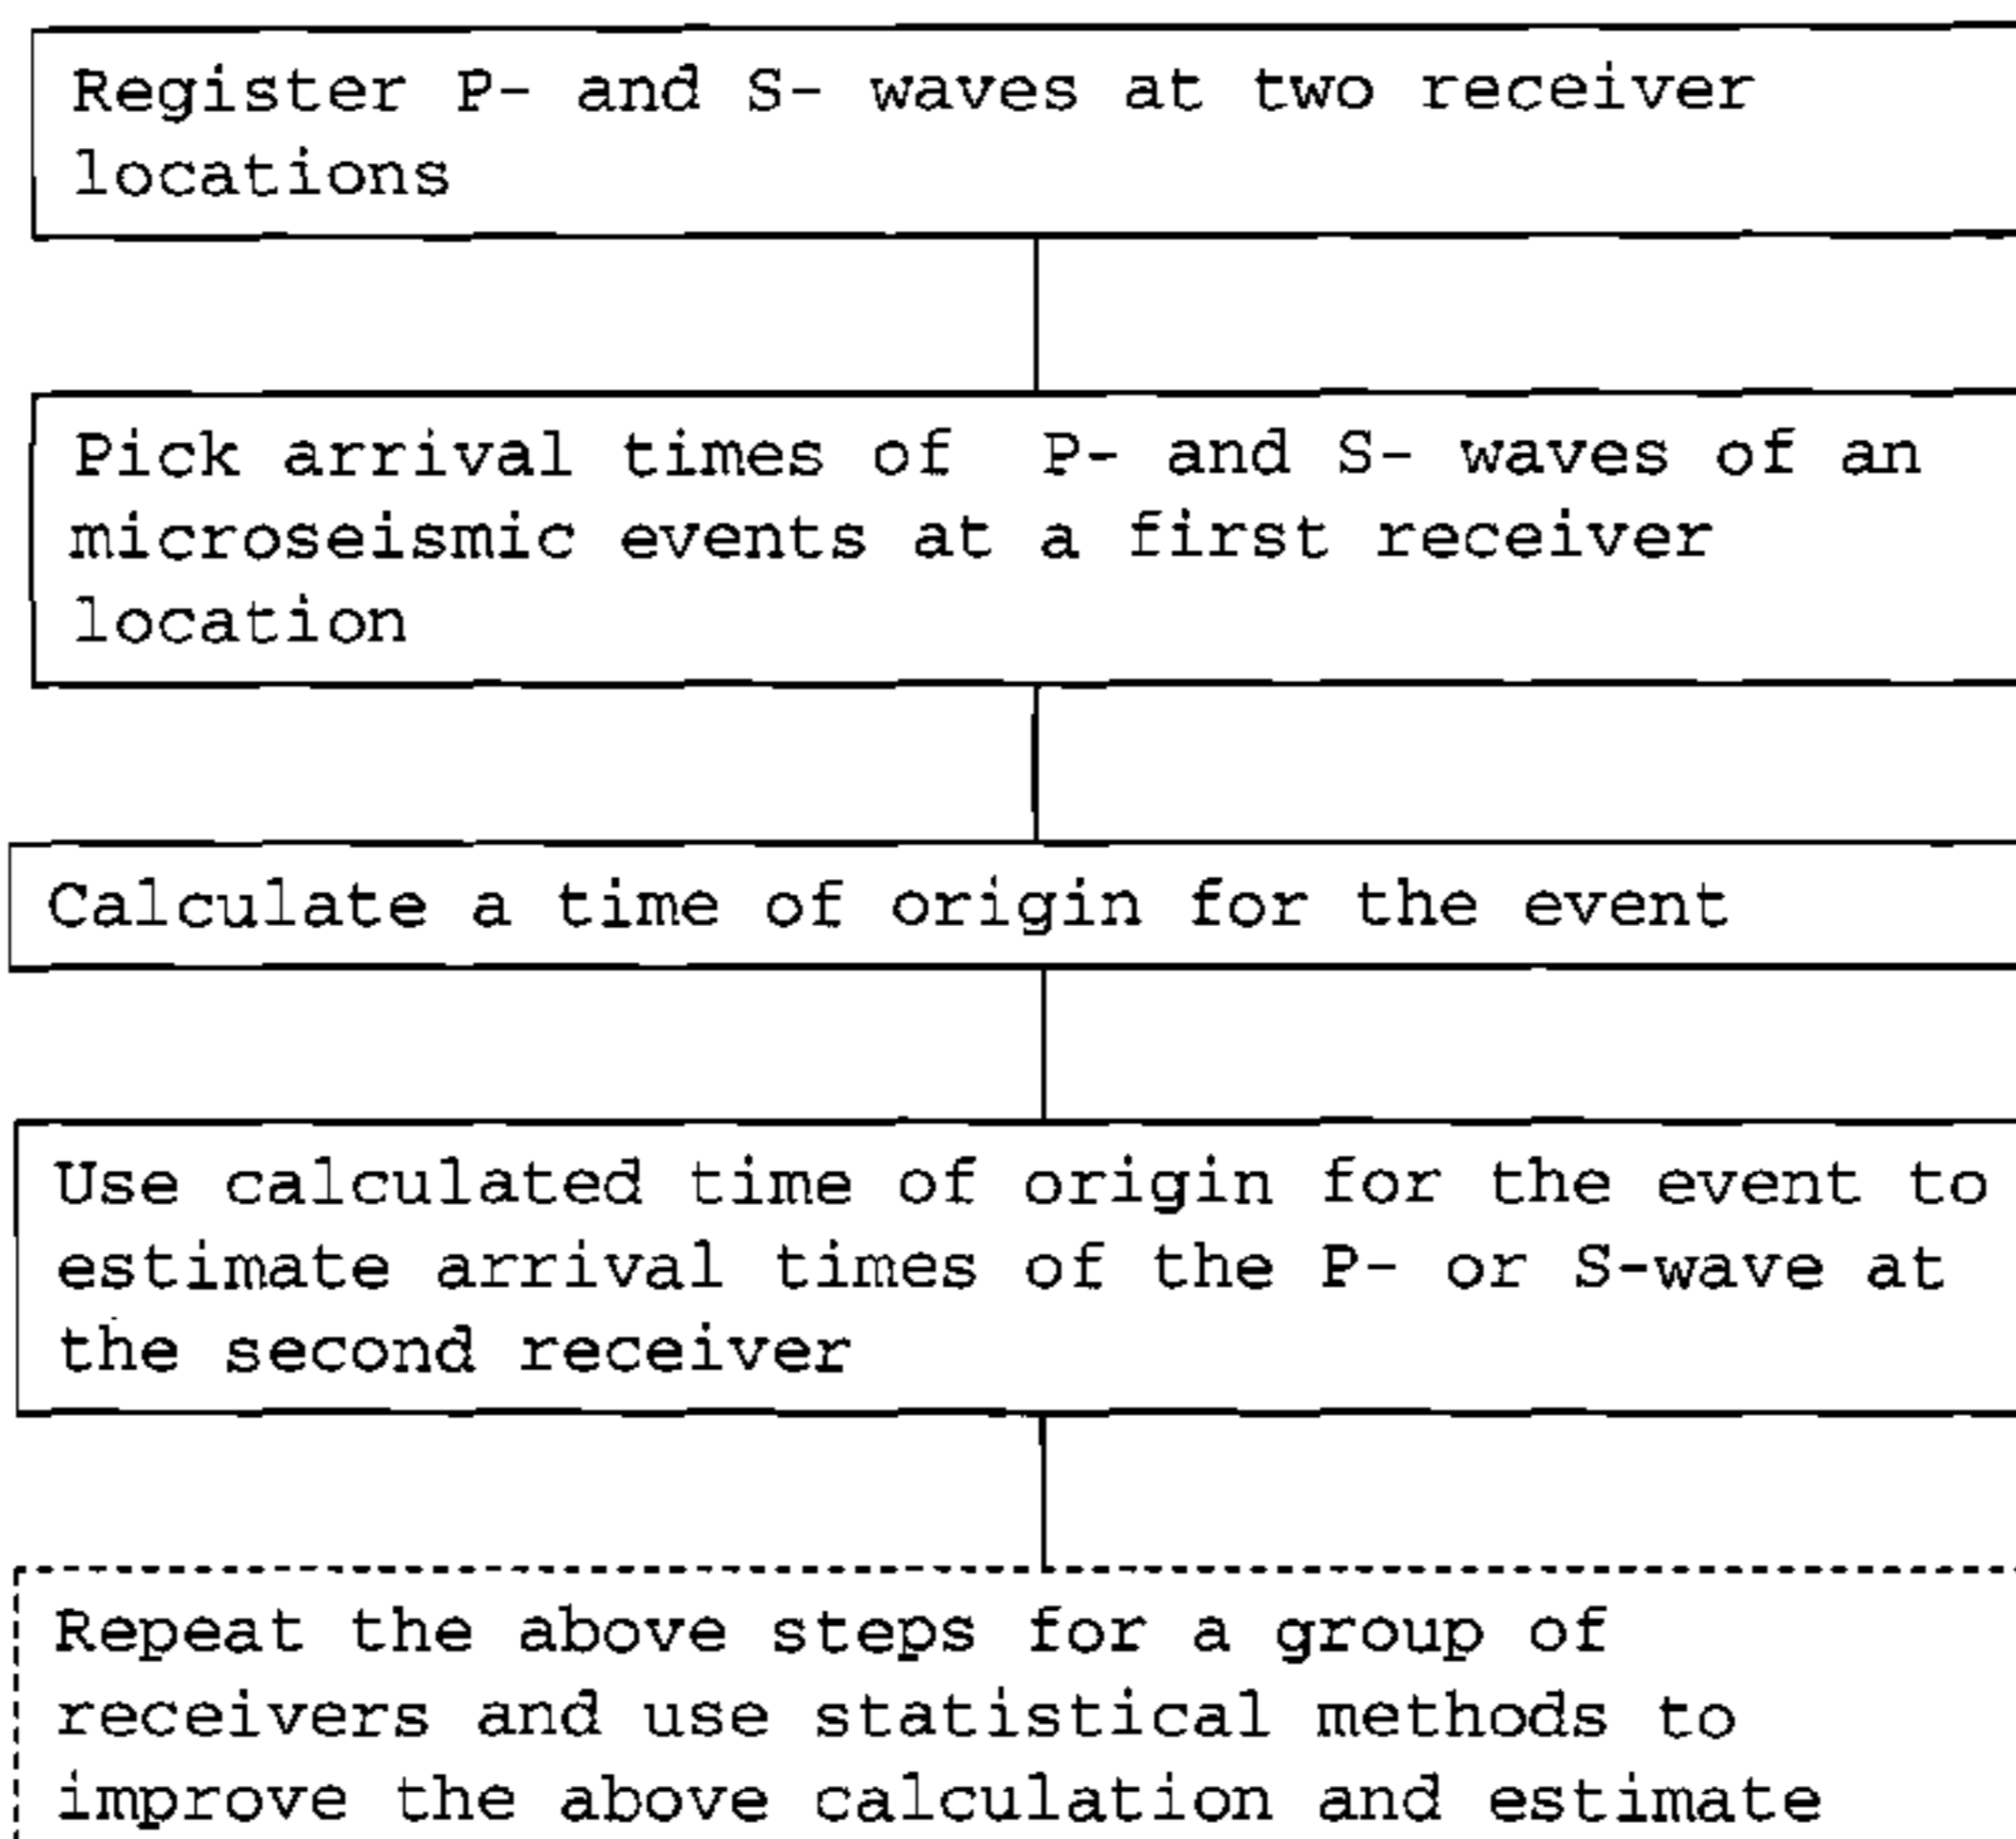 Register P- and S- waves at two receiver
locations
Pick arrival times of P- and S- waves of an
microseismic events at a first receiver
location
Calculate a time of origin for the event
Use calculated time of origin for the event to
estimate arrival times of the P- or S-wave at
the second receiver
Repeat the above steps for a group of
receivers and use statistical methods to
improve the above calculation and estimate